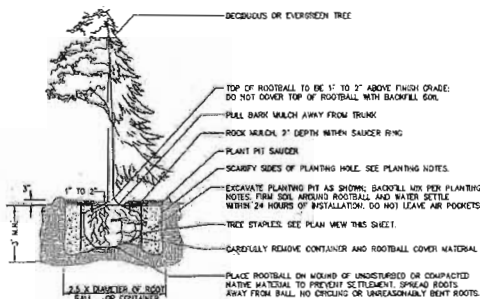 DECIDUOUS OR EVERGREEN TREE
TOP OF ROOTBALL TO BE 1" TO 2" ABOVE FINISH GRADE;
DO NOT COVER TOP OF ROOTBALL WITH BACKFILL SOIL
PULL BARK MULCH AWAY FROM TRUNK
ROCK MULCH, 2" DEPTH WITHIN SAUCER RING
PLANT PIT SAUCER
SCARIFY SIDES OF PLANTING HOLE. SEE PLANTING NOTES.
EXCAVATE PLANTING PIT AS SHOWN; BACKFILL MIX PER PLANTING
NOTES. FIRM SOIL AROUND ROOTBALL AND WATER SETTLE
WITHIN 24 HOURS OF INSTALLATION. DO NOT LEAVE AIR POCKETS
TREE STAPLES. SEE PLAN VIEW THIS SHEET.
CAREFULLY REMOVE CONTAINER AND ROOTBALL COVER MATERIAL
PLACE ROOTBALL ON MOUND OF UNDISTURBED OR COMPACTED
NATIVE MATERIAL TO PREVENT SETTLEMENT. SPREAD ROOTS
AWAY FROM BALL. NO CIRCLING OR UNREASONABLY BENT ROOTS.
3"
1" TO 2"
3' MIN.
2.5 X DIAMETER OF ROOT
BALL OR CONTAINER